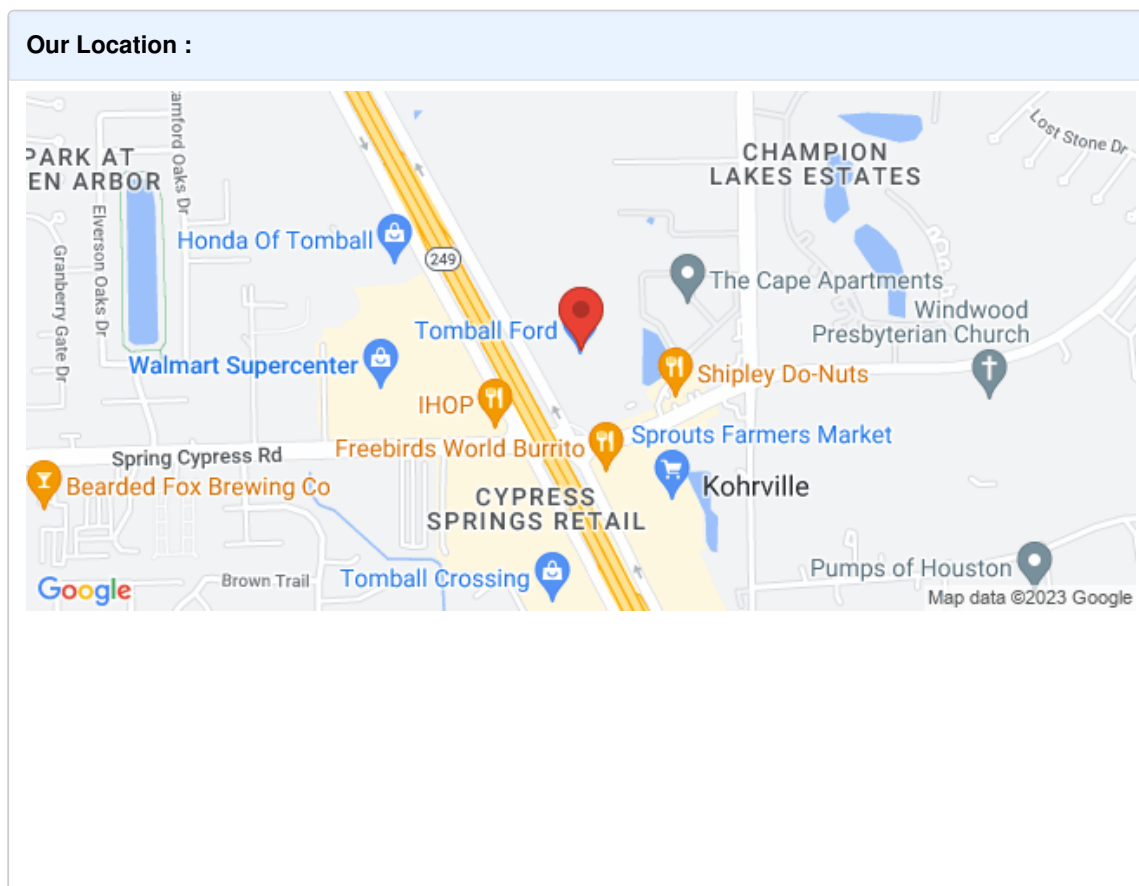 Our Location :
PARK AT
EN ARBOR
amford Oaks Dr
Elverson Oaks Dr
Granberry Gate Dr
Honda Of Tomball
249
CHAMPION
LAKES ESTATES
Lost Stone Dr
The Cape Apartments
Windwood
Presbyterian Church
Tomball Ford
Walmart Supercenter
Shipley Do-Nuts
IHOP
Freebirds World Burrito
Sprouts Farmers Market
Spring Cypress Rd
Bearded Fox Brewing Co
Kohrville
CYPRESS
SPRINGS RETAIL
Brown Trail
Tomball Crossing
Pumps of Houston
Google
Map data ©2023 Google